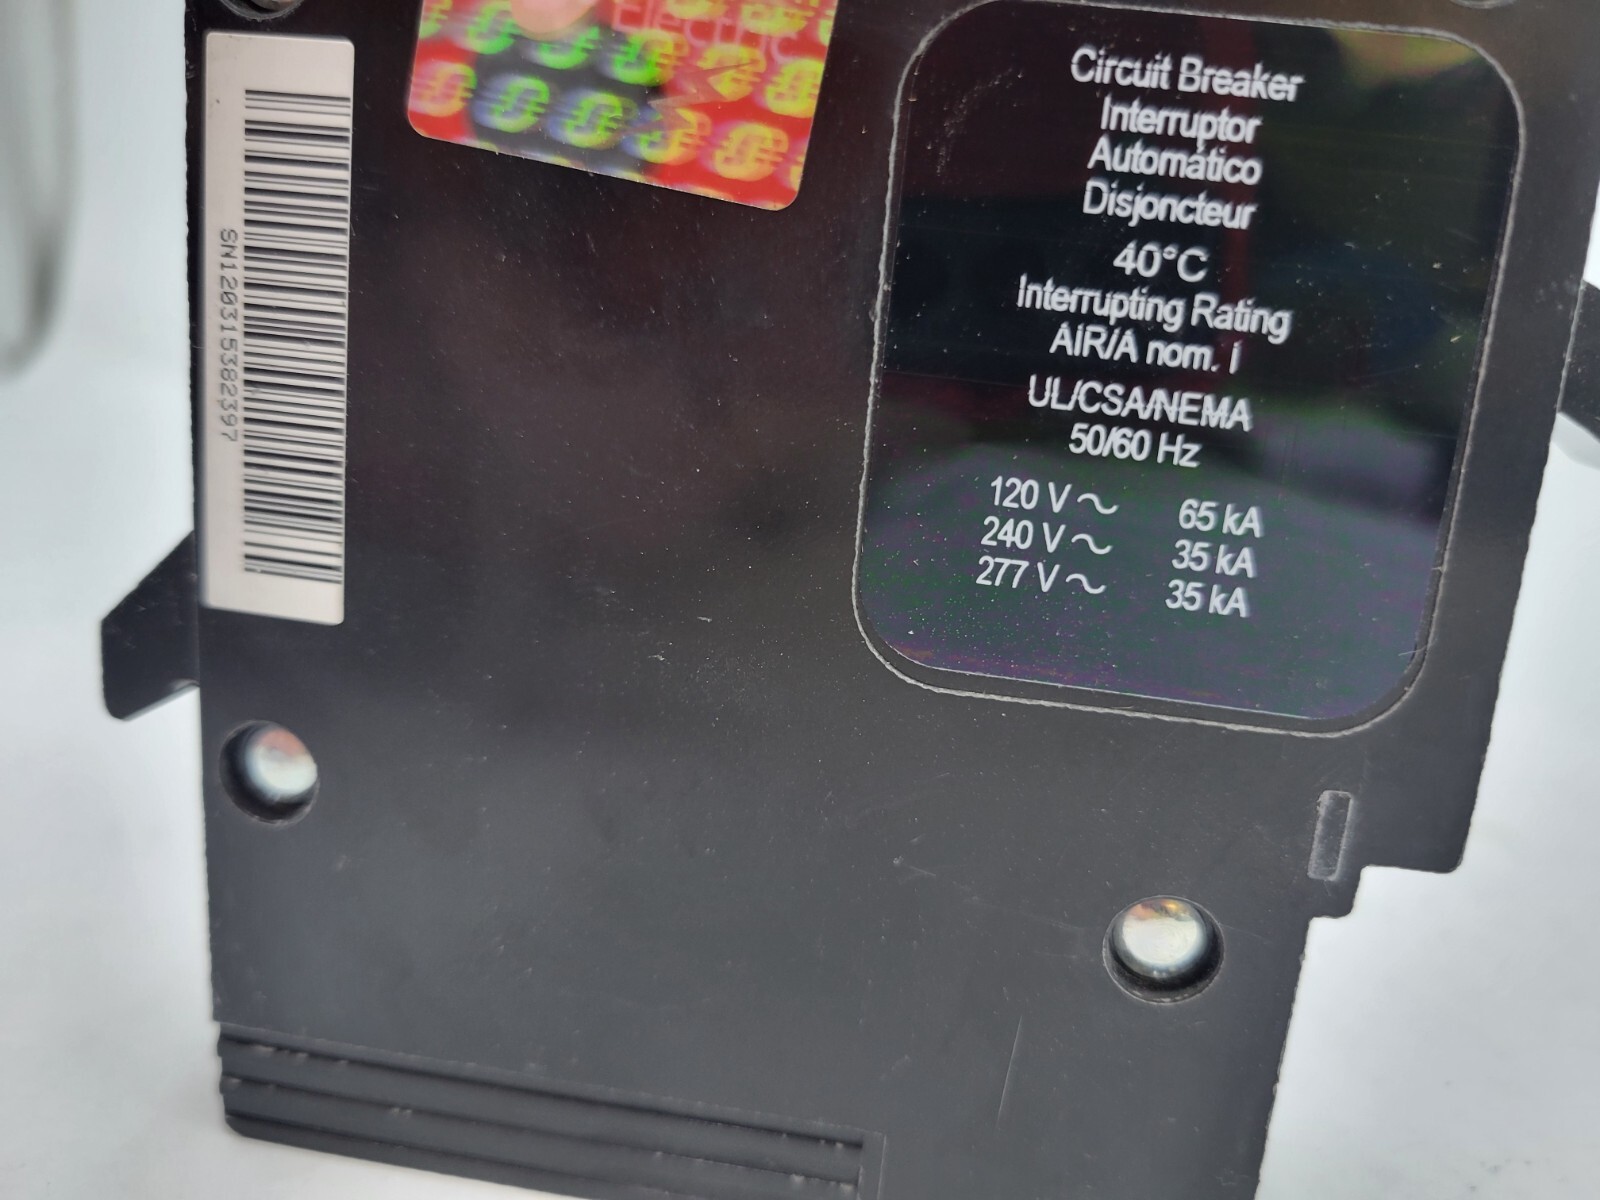 Electric
SN120315382397
Circuit Breaker
Interruptor
Automático
Disjoncteur
40°C
Interrupting Rating
AIR/A nom. I
UL/CSA/NEMA
50/60 Hz
120 V ~ 65 kA
240 V ~ 35 kA
277 V ~ 35 kA